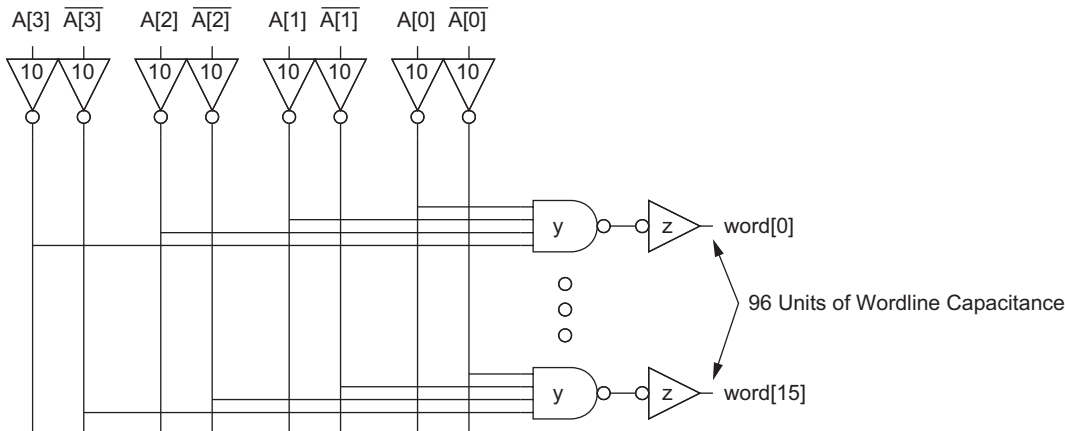 A[3] A̅[̅3̅]̅ A[2] A̅[̅2̅]̅ A[1] A̅[̅1̅]̅ A[0] A̅[̅0̅]̅
10 10 10 10 10 10 10 10
y z word[0]
96 Units of Wordline Capacitance
y z word[15]